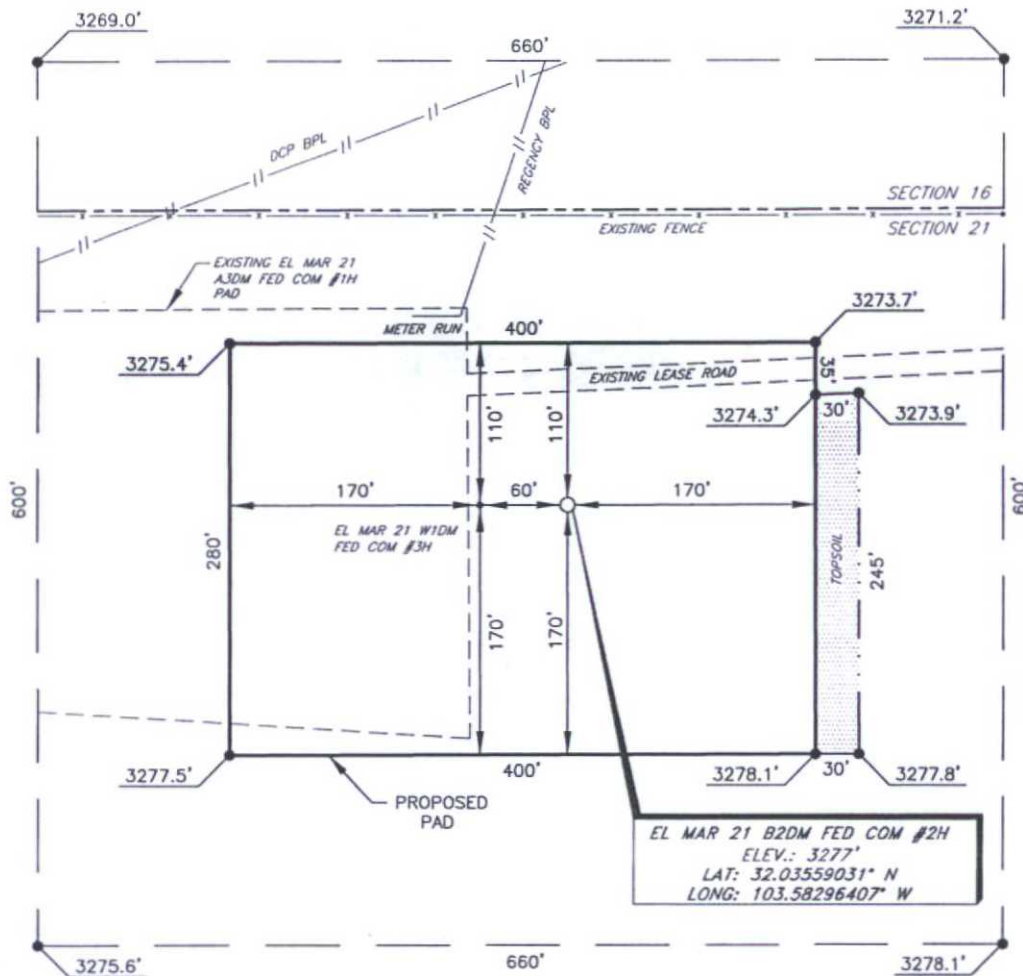 3269.0'
3271.2'
660'
DCP BPL
REGENCY BPL
SECTION 16
EXISTING FENCE
SECTION 21
EXISTING EL MAR 21
A3DM FED COM #1H
PAD
METER RUN
400'
3273.7'
3275.4'
EXISTING LEASE ROAD
35'
3274.3'
30'
3273.9'
110'
110'
600'
170'
60'
170'
600'
EL MAR 21 W1DM
FED COM #3H
280'
TOPSOIL
245'
170'
170'
3277.5'
400'
3278.1'
30'
3277.8'
PROPOSED
PAD
EL MAR 21 B2DM FED COM #2H
ELEV.: 3277'
LAT: 32.03559031° N
LONG: 103.58296407° W
3275.6'
660'
3278.1'